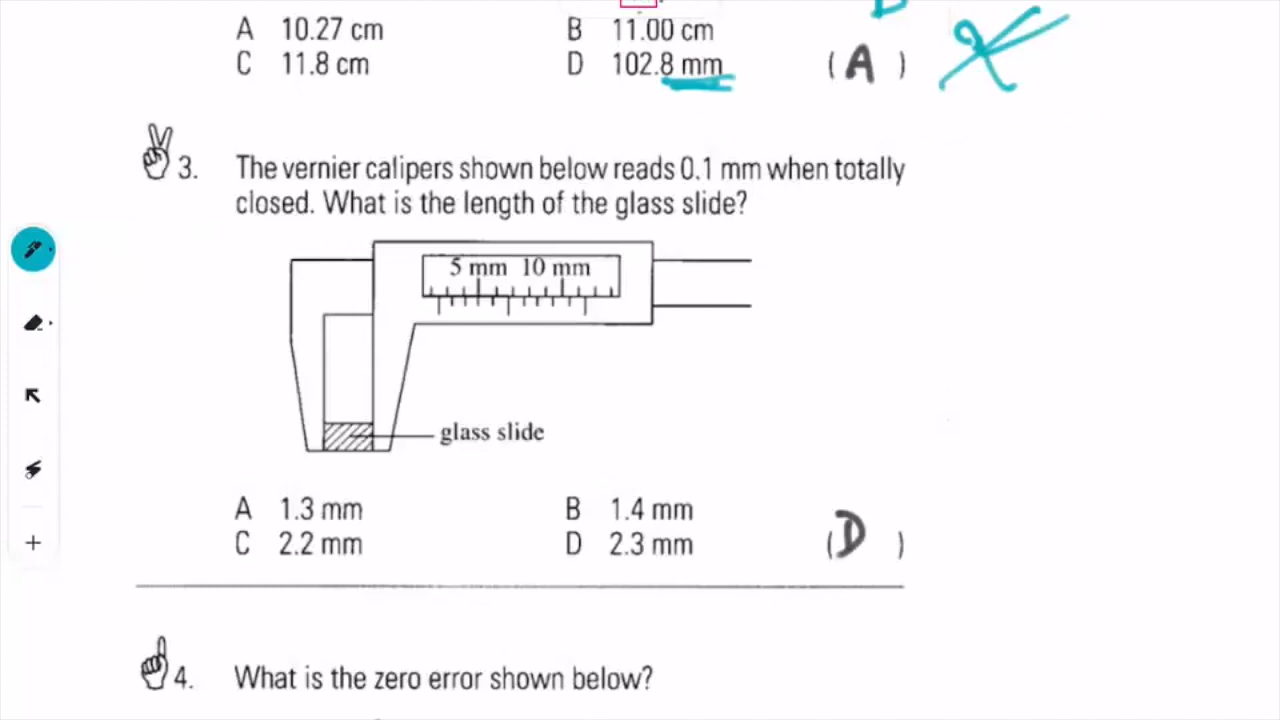 A 10.27 cm B 11.00 cm
C 11.8 cm D 102.8 mm ( A )
3. The vernier calipers shown below reads 0.1 mm when totally
closed. What is the length of the glass slide?
5 mm 10 mm
glass slide
A 1.3 mm B 1.4 mm
C 2.2 mm D 2.3 mm ( D )
4. What is the zero error shown below?